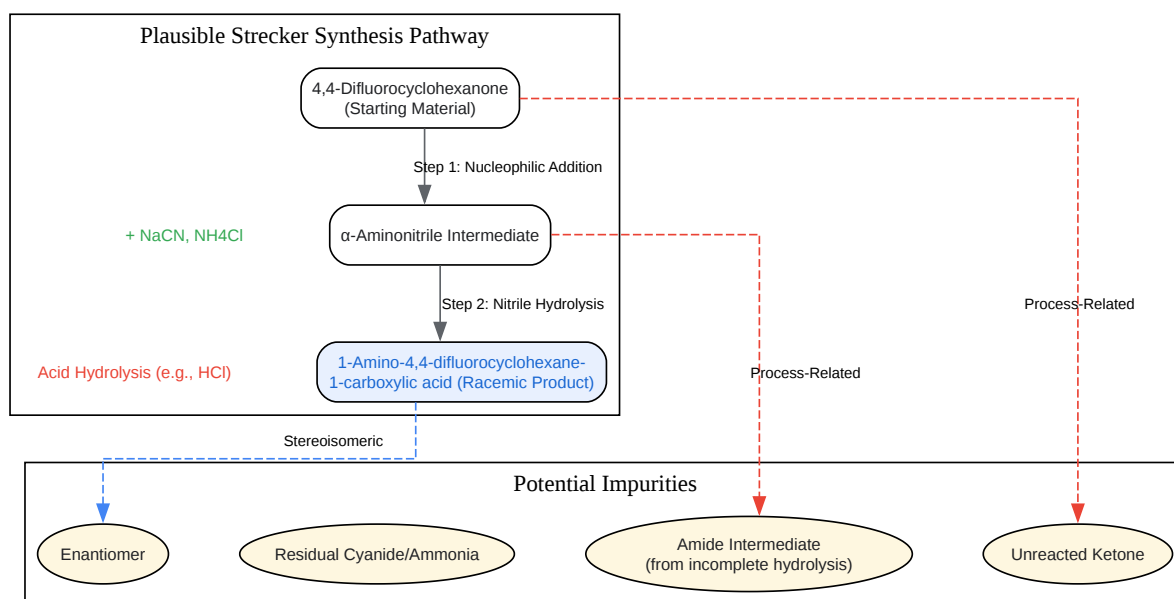 Plausible Strecker Synthesis Pathway
4,4-Difluorocyclohexanone
(Starting Material)
Step 1: Nucleophilic Addition
+ NaCN, NH4Cl
α-Aminonitrile Intermediate
Step 2: Nitrile Hydrolysis
Process-Related
Acid Hydrolysis (e.g., HCl)
1-Amino-4,4-difluorocyclohexane-
1-carboxylic acid (Racemic Product)
Process-Related
Stereoisomeric
Potential Impurities
Enantiomer
Residual Cyanide/Ammonia
Amide Intermediate
(from incomplete hydrolysis)
Unreacted Ketone